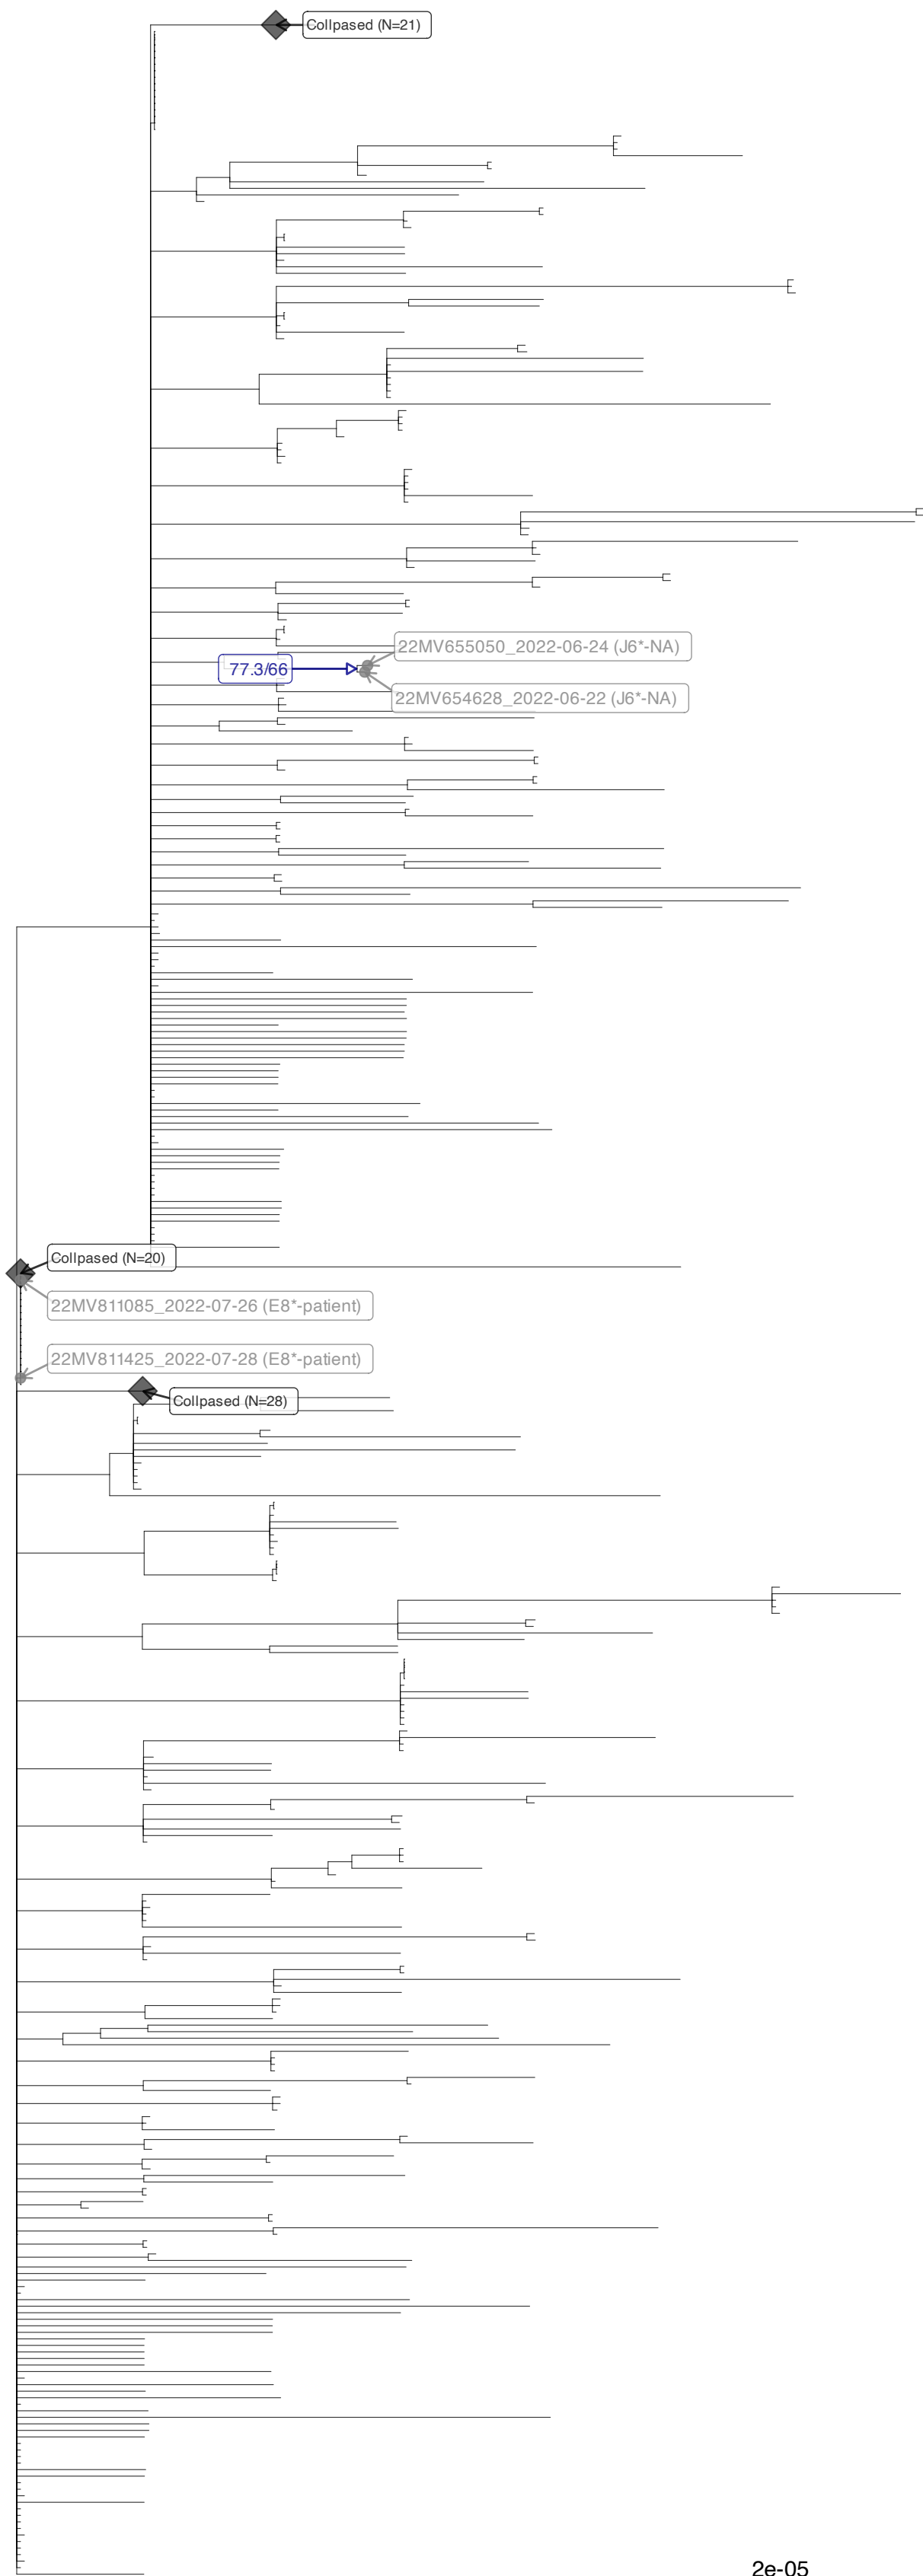 Collpased (N=21)
22MV655050_2022-06-24 (J6*-NA)
77.3/66
22MV654628_2022-06-22 (J6*-NA)
Collpased (N=20)
22MV811085_2022-07-26 (E8*-patient)
22MV811425_2022-07-28 (E8*-patient)
Collpased (N=28)
2e-05